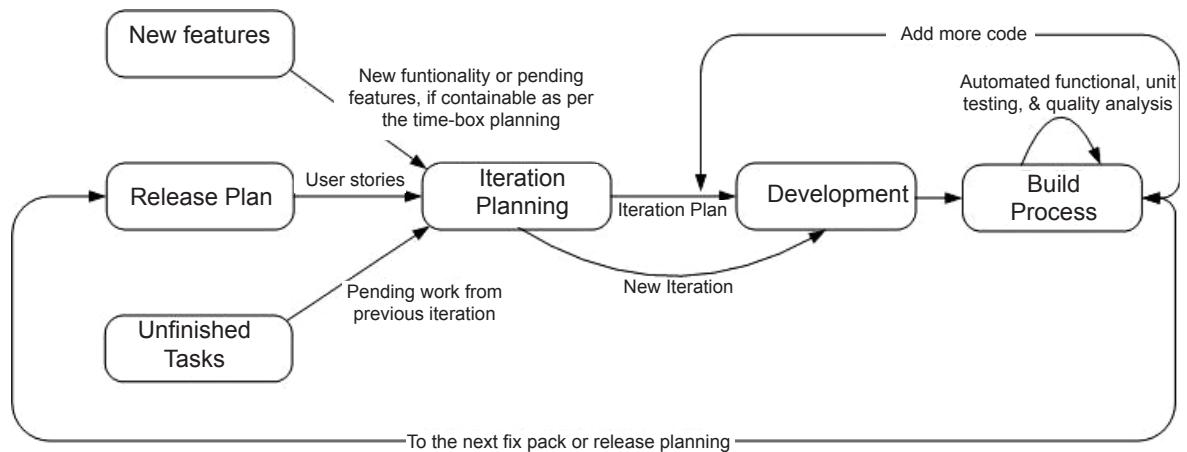 New features
Add more code
New funtionality or pending
features, if containable as per
the time-box planning
Automated functional, unit
testing, & quality analysis
Release Plan
User stories
Iteration
Planning
Iteration Plan
Development
Build
Process
New Iteration
Pending work from
previous iteration
Unfinished
Tasks
To the next fix pack or release planning